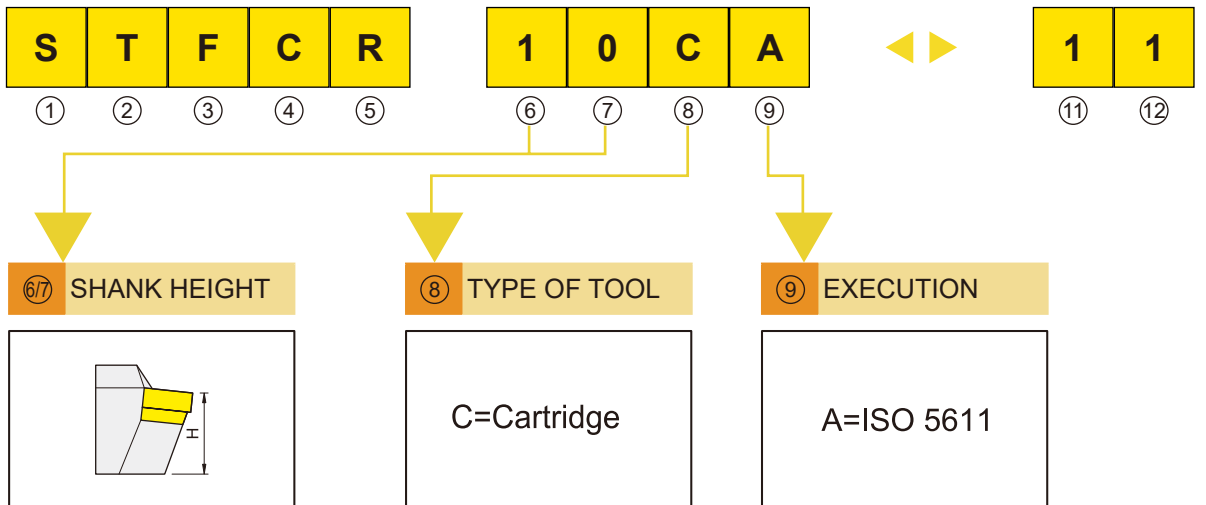 S T F C R 1 0 C A 1 1
① ② ③ ④ ⑤ ⑥ ⑦ ⑧ ⑨ ⑪ ⑫
6/7 SHANK HEIGHT
⑧ TYPE OF TOOL
⑨ EXECUTION
H
C=Cartridge
A=ISO 5611